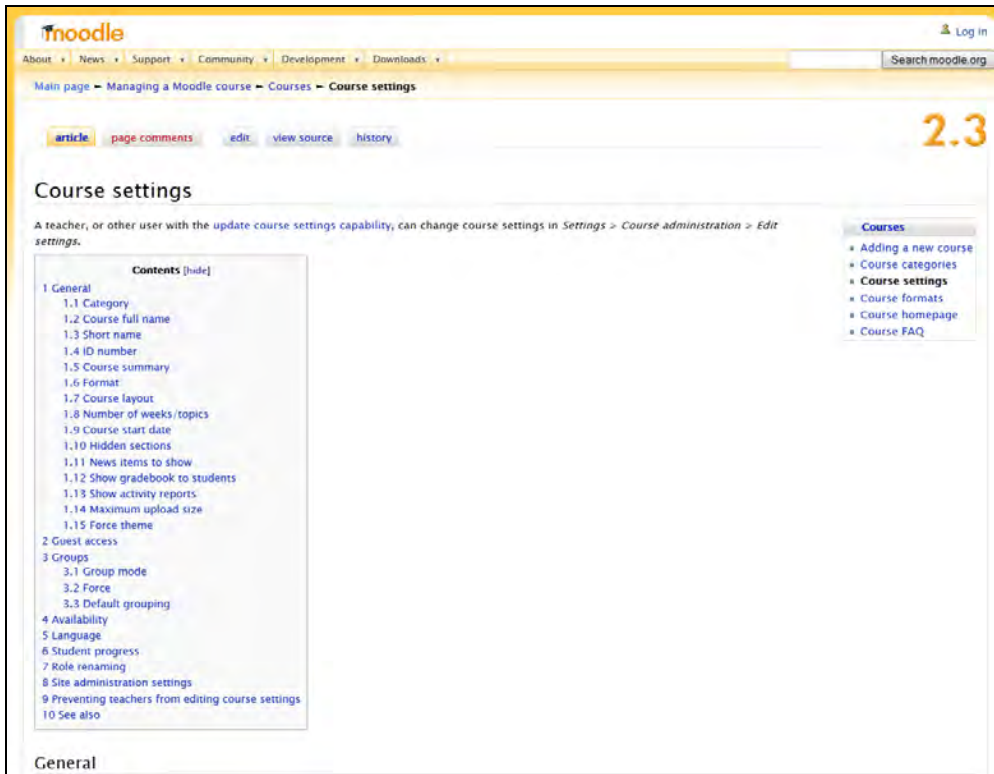 moodle
Log in
About News Support Community Development Downloads
Search moodle.org
Main page ► Managing a Moodle course ► Courses ► Course settings
article page comments edit view source history
2.3
Course settings
A teacher, or other user with the update course settings capability, can change course settings in Settings > Course administration > Edit
settings.
Courses
Adding a new course
Course categories
Course settings
Course formats
Course homepage
Course FAQ
Contents [hide]
1 General
1.1 Category
1.2 Course full name
1.3 Short name
1.4 ID number
1.5 Course summary
1.6 Format
1.7 Course layout
1.8 Number of weeks/topics
1.9 Course start date
1.10 Hidden sections
1.11 News items to show
1.12 Show gradebook to students
1.13 Show activity reports
1.14 Maximum upload size
1.15 Force theme
2 Guest access
3 Groups
3.1 Group mode
3.2 Force
3.3 Default grouping
4 Availability
5 Language
6 Student progress
7 Role renaming
8 Site administration settings
9 Preventing teachers from editing course settings
10 See also
General